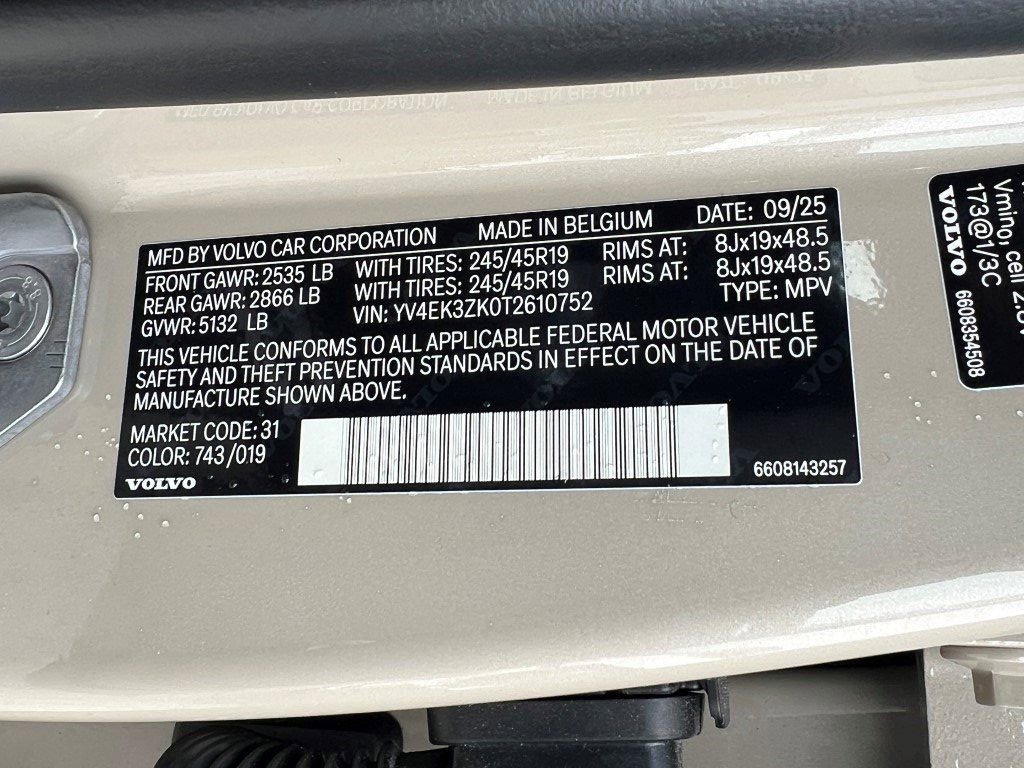 MFD BY VOLVO CAR CORPORATION MADE IN BELGIUM DATE: 09/25
FRONT GAWR: 2535 LB WITH TIRES: 245/45R19 RIMS AT: 8Jx19x48.5
REAR GAWR: 2866 LB WITH TIRES: 245/45R19 RIMS AT: 8Jx19x48.5
GVWR: 5132 LB VIN: YV4EK3ZK0T2610752 TYPE: MPV
THIS VEHICLE CONFORMS TO ALL APPLICABLE FEDERAL MOTOR VEHICLE
SAFETY AND THEFT PREVENTION STANDARDS IN EFFECT ON THE DATE OF
MANUFACTURE SHOWN ABOVE.
MARKET CODE: 31
COLOR: 743/019
VOLVO 6608143257
8.8
Vmino, cell
173@1/3C
VOLVO 6608354508